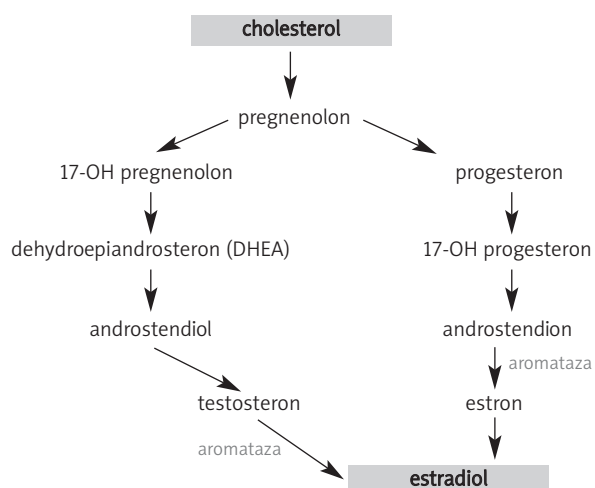 cholesterol
pregnenolon
17-OH pregnenolon
progesteron
dehydroepiandrosteron (DHEA)
17-OH progesteron
androstendiol
androstendion
aromataza
testosteron
estron
aromataza
estradiol